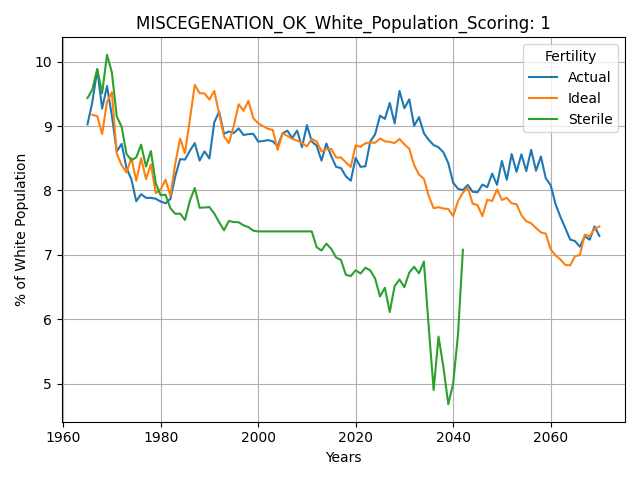 MISCEGENATION_OK_White_Population_Scoring: 1
Fertility
Actual
Ideal
Sterile
% of White Population
10
9
8
7
6
5
1960 1980 2000 2020 2040 2060
Years